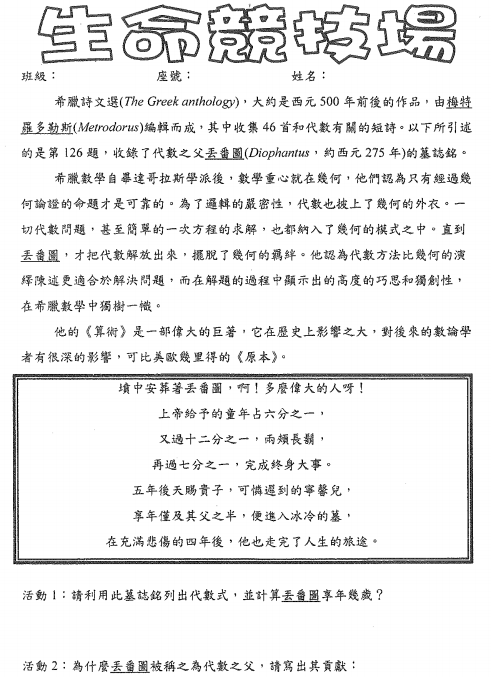 生命競技場
班級： 座號： 姓名：
希臘詩文選(The Greek anthology)，大約是西元 500 年前後的作品，由梅特
羅多勒斯(Metrodorus)編輯而成，其中收集 46 首和代數有關的短詩。以下所引述
的是第 126 題，收錄了代數之父丟番圖(Diophantus，約西元 275 年)的墓誌銘。
希臘數學自畢達哥拉斯學派後，數學重心就在幾何，他們認為只有經過幾
何論證的命題才是可靠的。為了邏輯的嚴密性，代數也披上了幾何的外衣。一
切代數問題，甚至簡單的一次方程的求解，也都納入了幾何的模式之中。直到
丟番圖，才把代數解放出來，擺脫了幾何的羈絆。他認為代數方法比幾何的演
繹陳述更適合於解決問題，而在解題的過程中顯示出的高度的巧思和獨創性，
在希臘數學中獨樹一幟。
他的《算術》是一部偉大的巨著，它在歷史上影響之大，對後來的數論學
者有很深的影響，可比美歐幾里得的《原本》。
墳中安葬著丟番圖，啊！多麼偉大的人呀！
上帝給予的童年占六分之一，
又過十二分之一，兩頰長鬍，
再過七分之一，完成終身大事。
五年後天賜貴子，可憐遲到的寧馨兒，
享年僅及其父之半，便進入冰冷的墓，
在充滿悲傷的四年後，他也走完了人生的旅途。
活動 1：請利用此墓誌銘列出代數式，並計算丟番圖享年幾歲？
活動 2：為什麼丟番圖被稱之為代數之父，請寫出其貢獻：